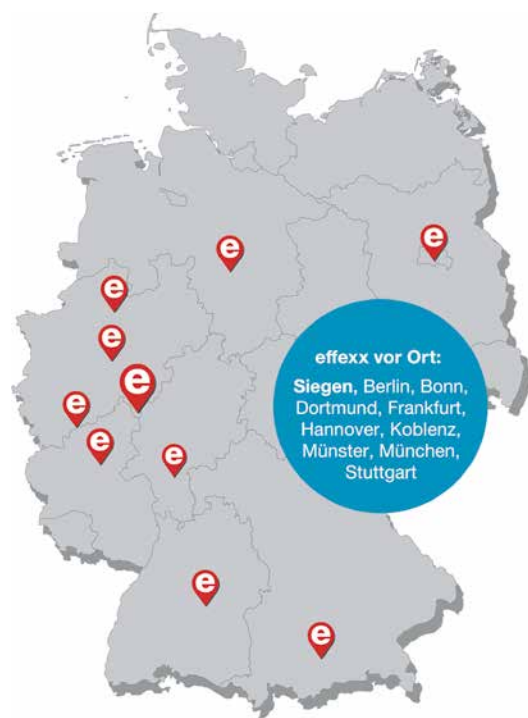 e
e
e
e
e
e
e
e
e
e
effexx vor Ort:
Siegen, Berlin, Bonn,
Dortmund, Frankfurt,
Hannover, Koblenz,
Münster, München,
Stuttgart